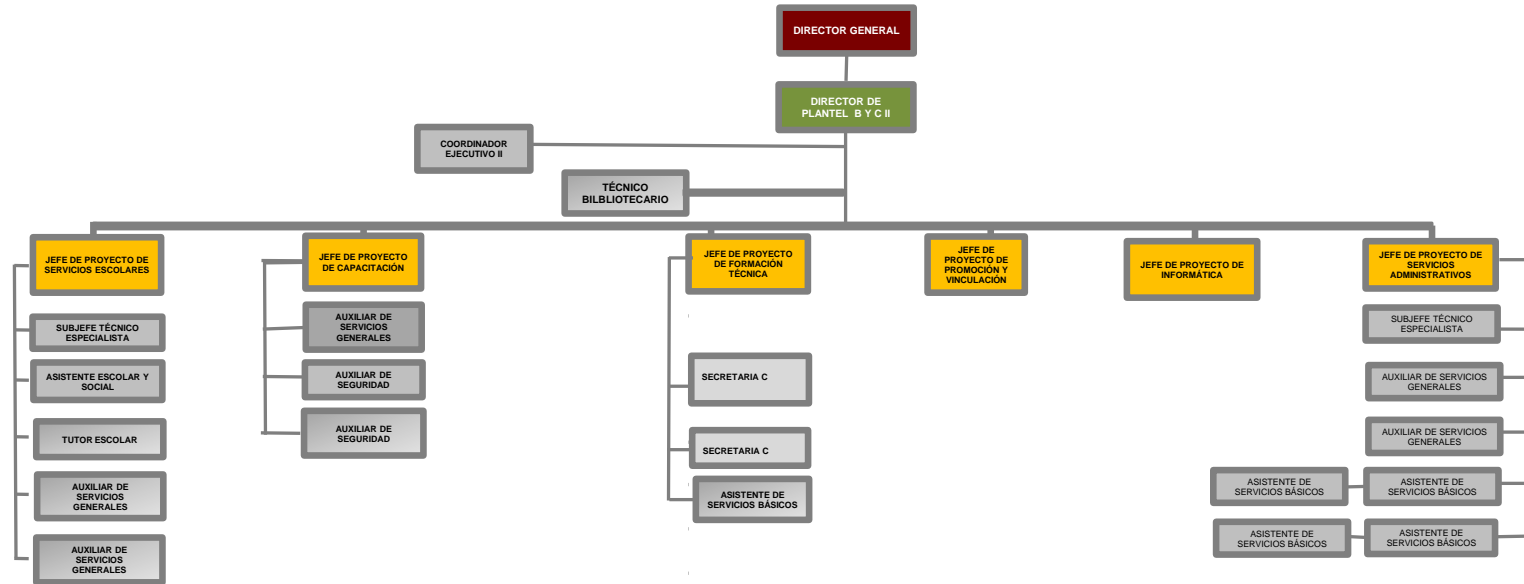 DIRECTOR GENERAL
DIRECTOR DE
PLANTEL B Y C II
COORDINADOR
EJECUTIVO II
TÉCNICO
BILBLIOTECARIO
JEFE DE PROYECTO DE
SERVICIOS ESCOLARES
SUBJEFE TÉCNICO
ESPECIALISTA
ASISTENTE ESCOLAR Y
SOCIAL
TUTOR ESCOLAR
AUXILIAR DE
SERVICIOS
GENERALES
AUXILIAR DE
SERVICIOS
GENERALES
JEFE DE PROYECTO
DE CAPACITACIÓN
AUXILIAR DE
SERVICIOS
GENERALES
AUXILIAR DE
SEGURIDAD
AUXILIAR DE
SEGURIDAD
JEFE DE PROYECTO
DE FORMACIÓN
TÉCNICA
SECRETARIA C
SECRETARIA C
ASISTENTE DE
SERVICIOS BÁSICOS
JEFE DE
PROYECTO DE
PROMOCIÓN Y
VINCULACIÓN
JEFE DE PROYECTO DE
INFORMÁTICA
JEFE DE PROYECTO DE
SERVICIOS
ADMINISTRATIVOS
SUBJEFE TÉCNICO
ESPECIALISTA
AUXILIAR DE SERVICIOS
GENERALES
AUXILIAR DE SERVICIOS
GENERALES
ASISTENTE DE
SERVICIOS BÁSICOS
ASISTENTE DE
SERVICIOS BÁSICOS
ASISTENTE DE
SERVICIOS BÁSICOS
ASISTENTE DE
SERVICIOS BÁSICOS